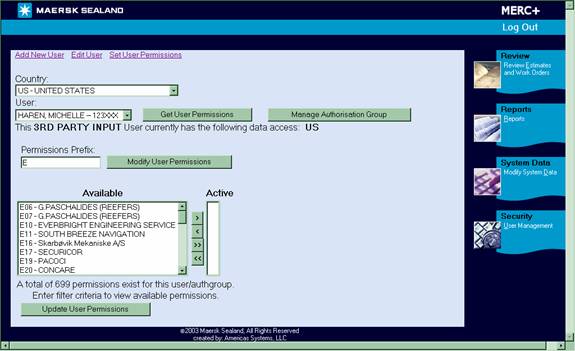 MAERSK SEALAND
MERC+
Log Out
Add New User Edit User Set User Permissions
Country:
US - UNITED STATES
User:
HAREN, MICHELLE – 123XXX
Get User Permissions
Manage Authorisation Group
This 3RD PARTY INPUT User currently has the following data access: US
Permissions Prefix:
E
Modify User Permissions
Available
Active
E06 - G.PASCHALIDES (REEFERS)
E07 - G.PASCHALIDES (REEFERS)
E10 - EVERBRIGHT ENGINEERING SERVICE
E11 - SOUTH BREEZE NAVIGATION
E16 - Skarbøvik Mekaniske A/S
E17 - SECURICOR
E19 - PACOCI
E20 - CONCARE
>
<
>>
<<
A total of 699 permissions exist for this user/authgroup.
Enter filter criteria to view available permissions.
Update User Permissions
Review
Review Estimates
and Work Orders
Reports
Reports
System Data
Modify System Data
Security
User Management
©2003 Maersk Sealand, All Rights Reserved
created by: Americas Systems, LLC